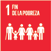 1 FIN
DE LA POBREZA